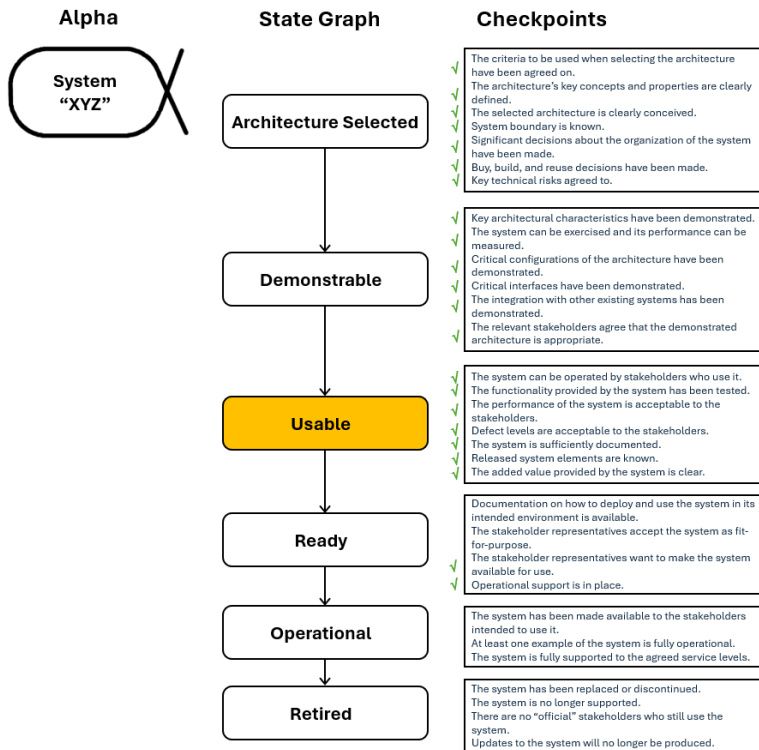 Alpha
State Graph
Checkpoints
System
“XYZ”
Architecture Selected
√ The criteria to be used when selecting the architecture
have been agreed on.
√ The architecture’s key concepts and properties are clearly
defined.
√ The selected architecture is clearly conceived.
√ System boundary is known.
√ Significant decisions about the organization of the system
have been made.
√ Buy, build, and reuse decisions have been made.
√ Key technical risks agreed to.
Demonstrable
√ Key architectural characteristics have been demonstrated.
√ The system can be exercised and its performance can be
measured.
√ Critical configurations of the architecture have been
demonstrated.
√ Critical interfaces have been demonstrated.
√ The integration with other existing systems has been
demonstrated.
The relevant stakeholders agree that the demonstrated
√ architecture is appropriate.
Usable
√ The system can be operated by stakeholders who use it.
√ The functionality provided by the system has been tested.
√ The performance of the system is acceptable to the
stakeholders.
√ Defect levels are acceptable to the stakeholders.
√ The system is sufficiently documented.
√ Released system elements are known.
√ The added value provided by the system is clear.
Ready
Documentation on how to deploy and use the system in its
intended environment is available.
The stakeholder representatives accept the system as fit-
for-purpose.
The stakeholder representatives want to make the system
√ available for use.
√ Operational support is in place.
Operational
The system has been made available to the stakeholders
intended to use it.
At least one example of the system is fully operational.
The system is fully supported to the agreed service levels.
Retired
The system has been replaced or discontinued.
The system is no longer supported.
There are no “official” stakeholders who still use the
system.
Updates to the system will no longer be produced.